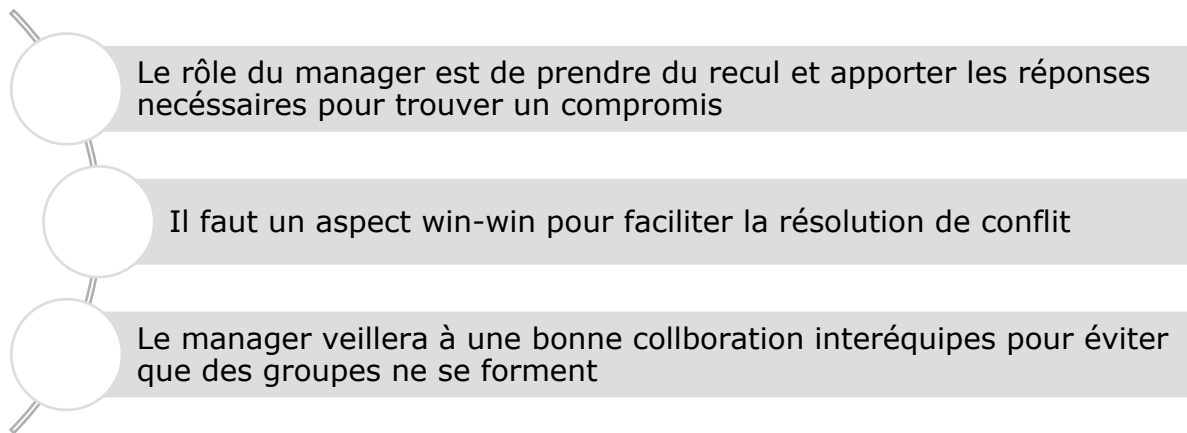 Le rôle du manager est de prendre du recul et apporter les réponses
necéssaires pour trouver un compromis
Il faut un aspect win-win pour faciliter la résolution de conflit
Le manager veillera à une bonne collboration interéquipes pour éviter
que des groupes ne se forment